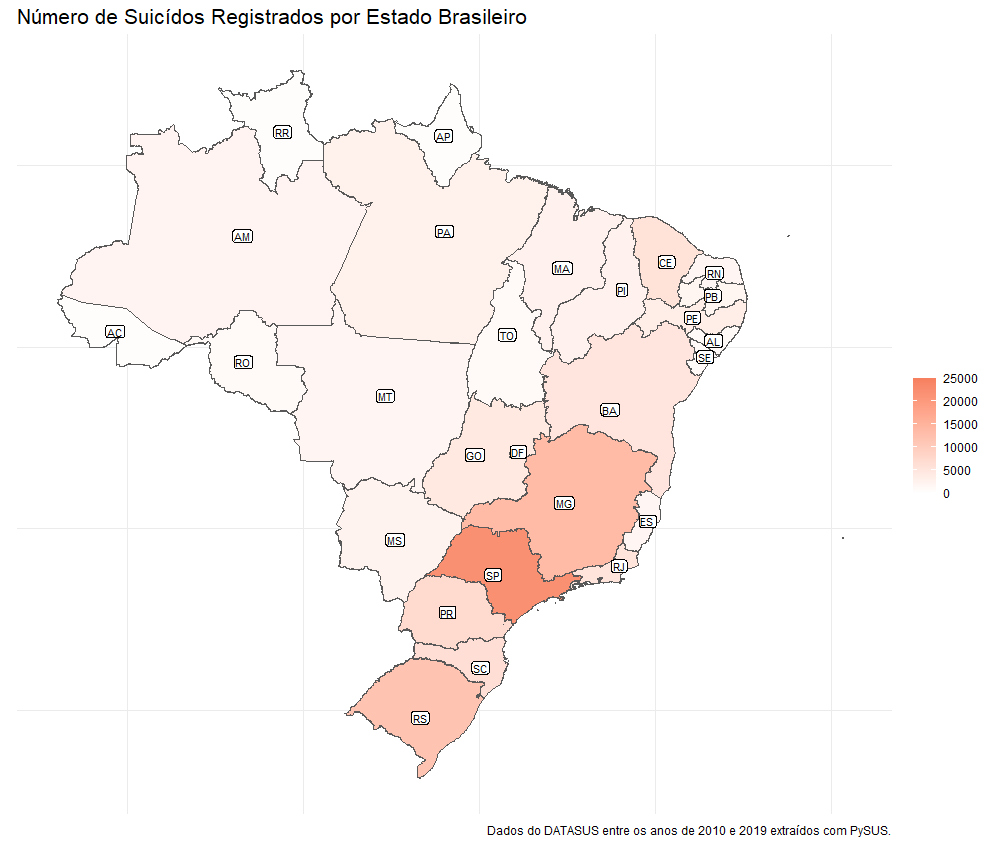 Número de Suicídos Registrados por Estado Brasileiro
RR
AP
AM
PA
MA
CE
RN
PI
PB
PE
AC
TO
AL
RO
SE
MT
BA
GO
DF
MG
ES
MS
RJ
SP
PR
SC
RS
25000
20000
15000
10000
5000
0
Dados do DATASUS entre os anos de 2010 e 2019 extraídos com PySUS.